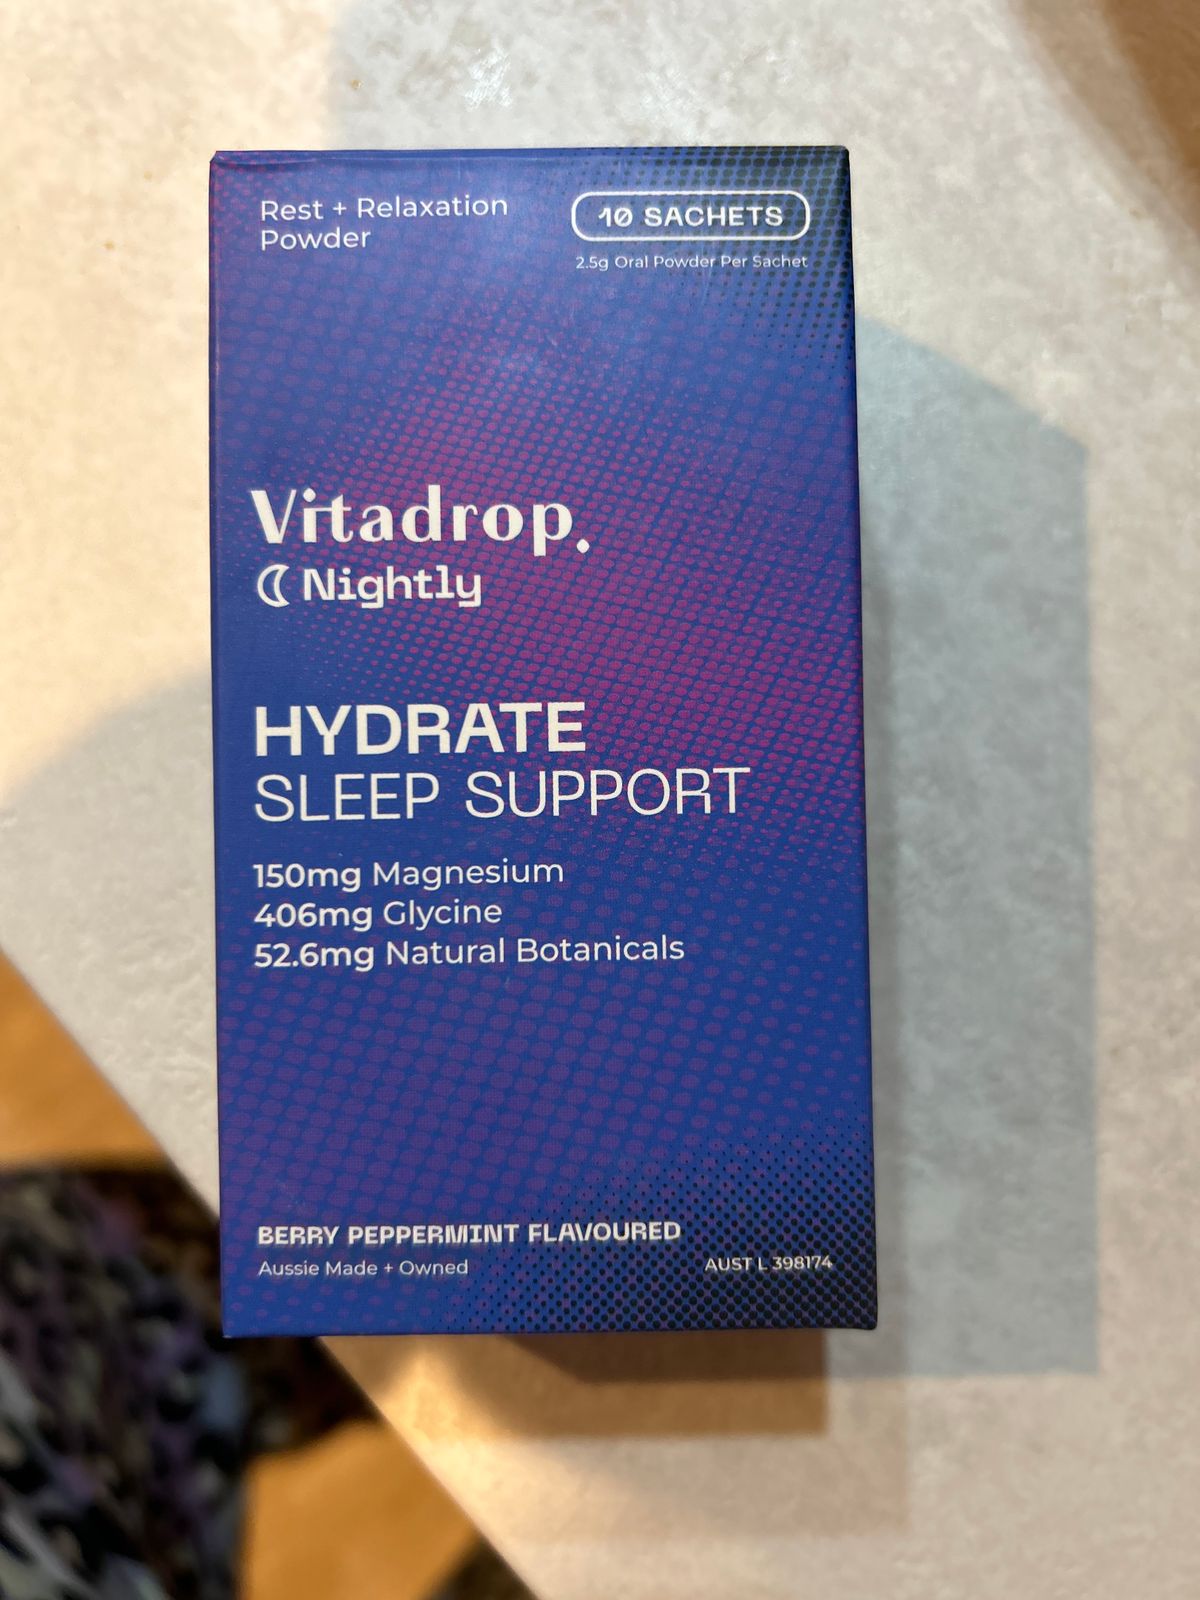 Rest + Relaxation
Powder
10 SACHETS
2.5g Oral Powder Per Sachet
Vitadrop.
Nightly
HYDRATE
SLEEP SUPPORT
150mg Magnesium
406mg Glycine
52.6mg Natural Botanicals
BERRY PEPPERMINT FLAVOURED
Aussie Made + Owned
AUST L 398174